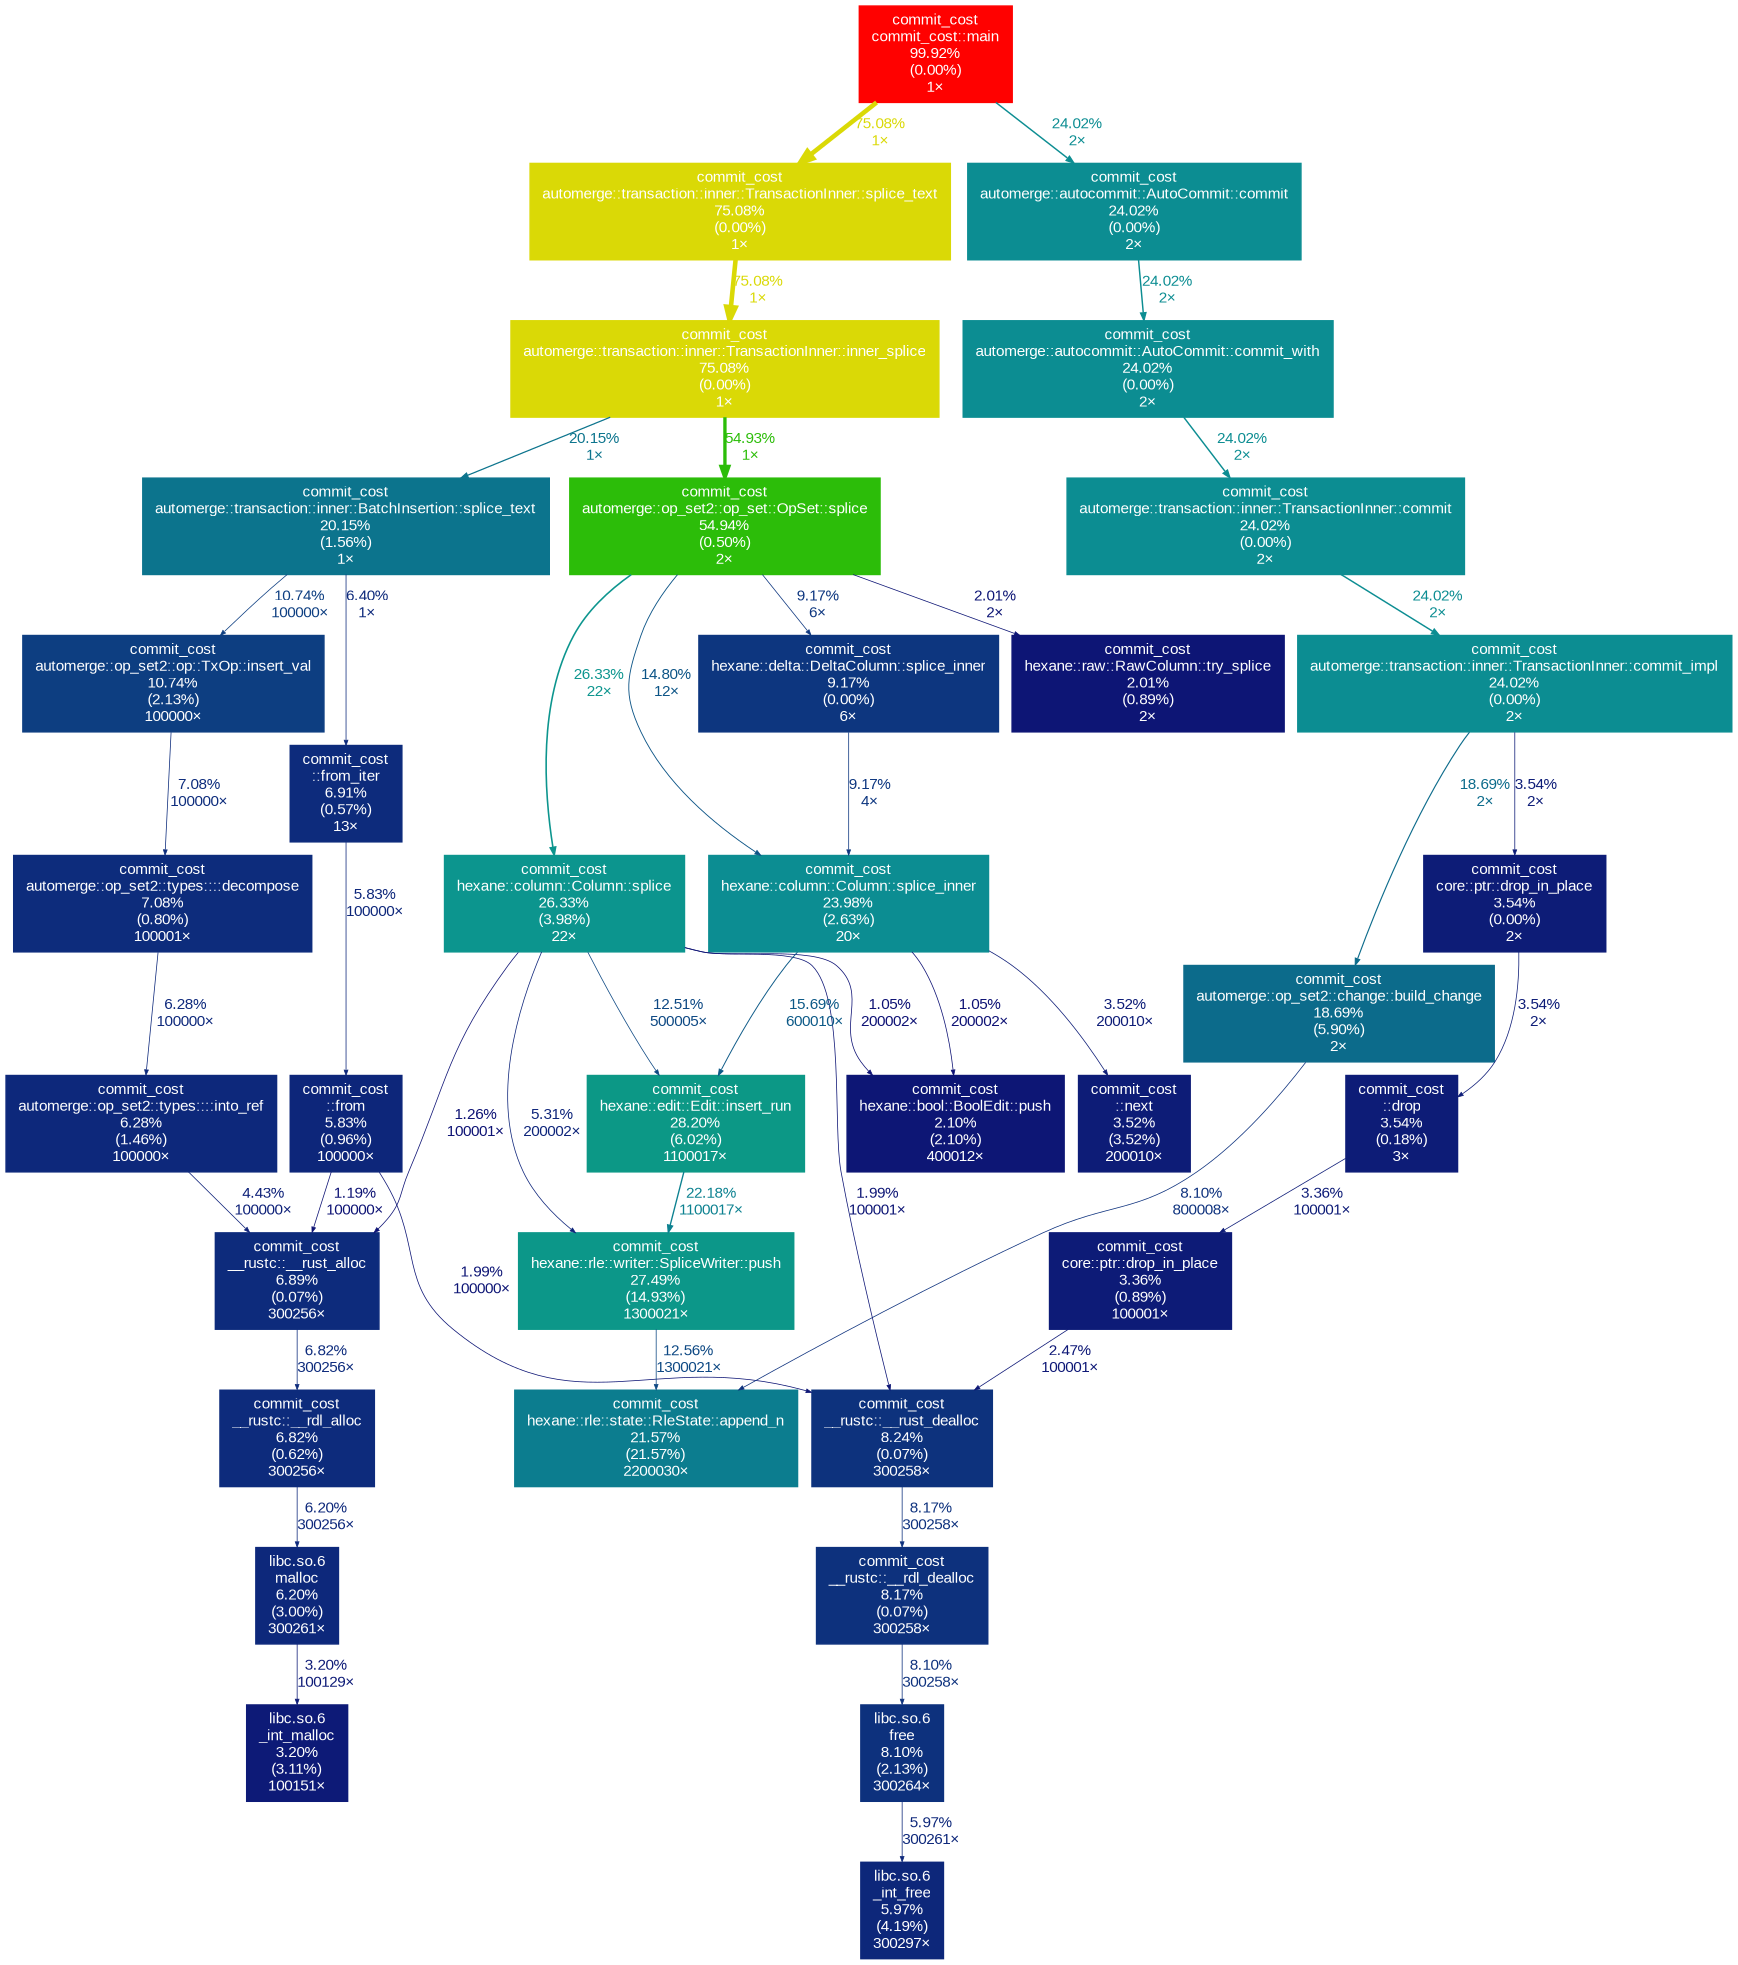 commit_cost
commit_cost::main
99.92%
(0.00%)
1×
75.08%
1×
24.02%
2×
commit_cost
automerge::transaction::inner::TransactionInner::splice_text
75.08%
(0.00%)
1×
commit_cost
automerge::autocommit::AutoCommit::commit
24.02%
(0.00%)
2×
75.08%
1×
24.02%
2×
commit_cost
automerge::transaction::inner::TransactionInner::inner_splice
75.08%
(0.00%)
1×
commit_cost
automerge::autocommit::AutoCommit::commit_with
24.02%
(0.00%)
2×
20.15%
1×
54.93%
1×
24.02%
2×
commit_cost
automerge::transaction::inner::BatchInsertion::splice_text
20.15%
(1.56%)
1×
commit_cost
automerge::op_set2::op_set::OpSet::splice
54.94%
(0.50%)
2×
commit_cost
automerge::transaction::inner::TransactionInner::commit
24.02%
(0.00%)
2×
10.74%
100000×
6.40%
1×
26.33%
22×
14.80%
12×
9.17%
6×
2.01%
2×
24.02%
2×
commit_cost
automerge::op_set2::op::TxOp::insert_val
10.74%
(2.13%)
100000×
commit_cost
hexane::delta::DeltaColumn::splice_inner
9.17%
(0.00%)
6×
commit_cost
hexane::raw::RawColumn::try_splice
2.01%
(0.89%)
2×
commit_cost
automerge::transaction::inner::TransactionInner::commit_impl
24.02%
(0.00%)
2×
commit_cost
::from_iter
6.91%
(0.57%)
13×
7.08%
100000×
9.17%
4×
18.69%
2×
3.54%
2×
commit_cost
automerge::op_set2::types::::decompose
7.08%
(0.80%)
100001×
5.83%
100000×
commit_cost
hexane::column::Column::splice
26.33%
(3.98%)
22×
commit_cost
hexane::column::Column::splice_inner
23.98%
(2.63%)
20×
commit_cost
core::ptr::drop_in_place
3.54%
(0.00%)
2×
6.28%
100000×
12.51%
500005×
15.69%
600010×
1.05%
200002×
1.05%
200002×
3.52%
200010×
commit_cost
automerge::op_set2::change::build_change
18.69%
(5.90%)
2×
3.54%
2×
commit_cost
automerge::op_set2::types::::into_ref
6.28%
(1.46%)
100000×
commit_cost
::from
5.83%
(0.96%)
100000×
1.26%
100001×
5.31%
200002×
commit_cost
hexane::edit::Edit::insert_run
28.20%
(6.02%)
1100017×
commit_cost
hexane::bool::BoolEdit::push
2.10%
(2.10%)
400012×
commit_cost
::next
3.52%
(3.52%)
200010×
commit_cost
::drop
3.54%
(0.18%)
3×
4.43%
100000×
1.19%
100000×
22.18%
1100017×
1.99%
100001×
8.10%
800008×
3.36%
100001×
commit_cost
__rustc::__rust_alloc
6.89%
(0.07%)
300256×
1.99%
100000×
commit_cost
hexane::rle::writer::SpliceWriter::push
27.49%
(14.93%)
1300021×
commit_cost
core::ptr::drop_in_place
3.36%
(0.89%)
100001×
6.82%
300256×
12.56%
1300021×
2.47%
100001×
commit_cost
__rustc::__rdl_alloc
6.82%
(0.62%)
300256×
commit_cost
hexane::rle::state::RleState::append_n
21.57%
(21.57%)
2200030×
commit_cost
__rustc::__rust_dealloc
8.24%
(0.07%)
300258×
6.20%
300256×
8.17%
300258×
libc.so.6
malloc
6.20%
(3.00%)
300261×
commit_cost
__rustc::__rdl_dealloc
8.17%
(0.07%)
300258×
3.20%
100129×
8.10%
300258×
libc.so.6
_int_malloc
3.20%
(3.11%)
100151×
libc.so.6
free
8.10%
(2.13%)
300264×
5.97%
300261×
libc.so.6
_int_free
5.97%
(4.19%)
300297×